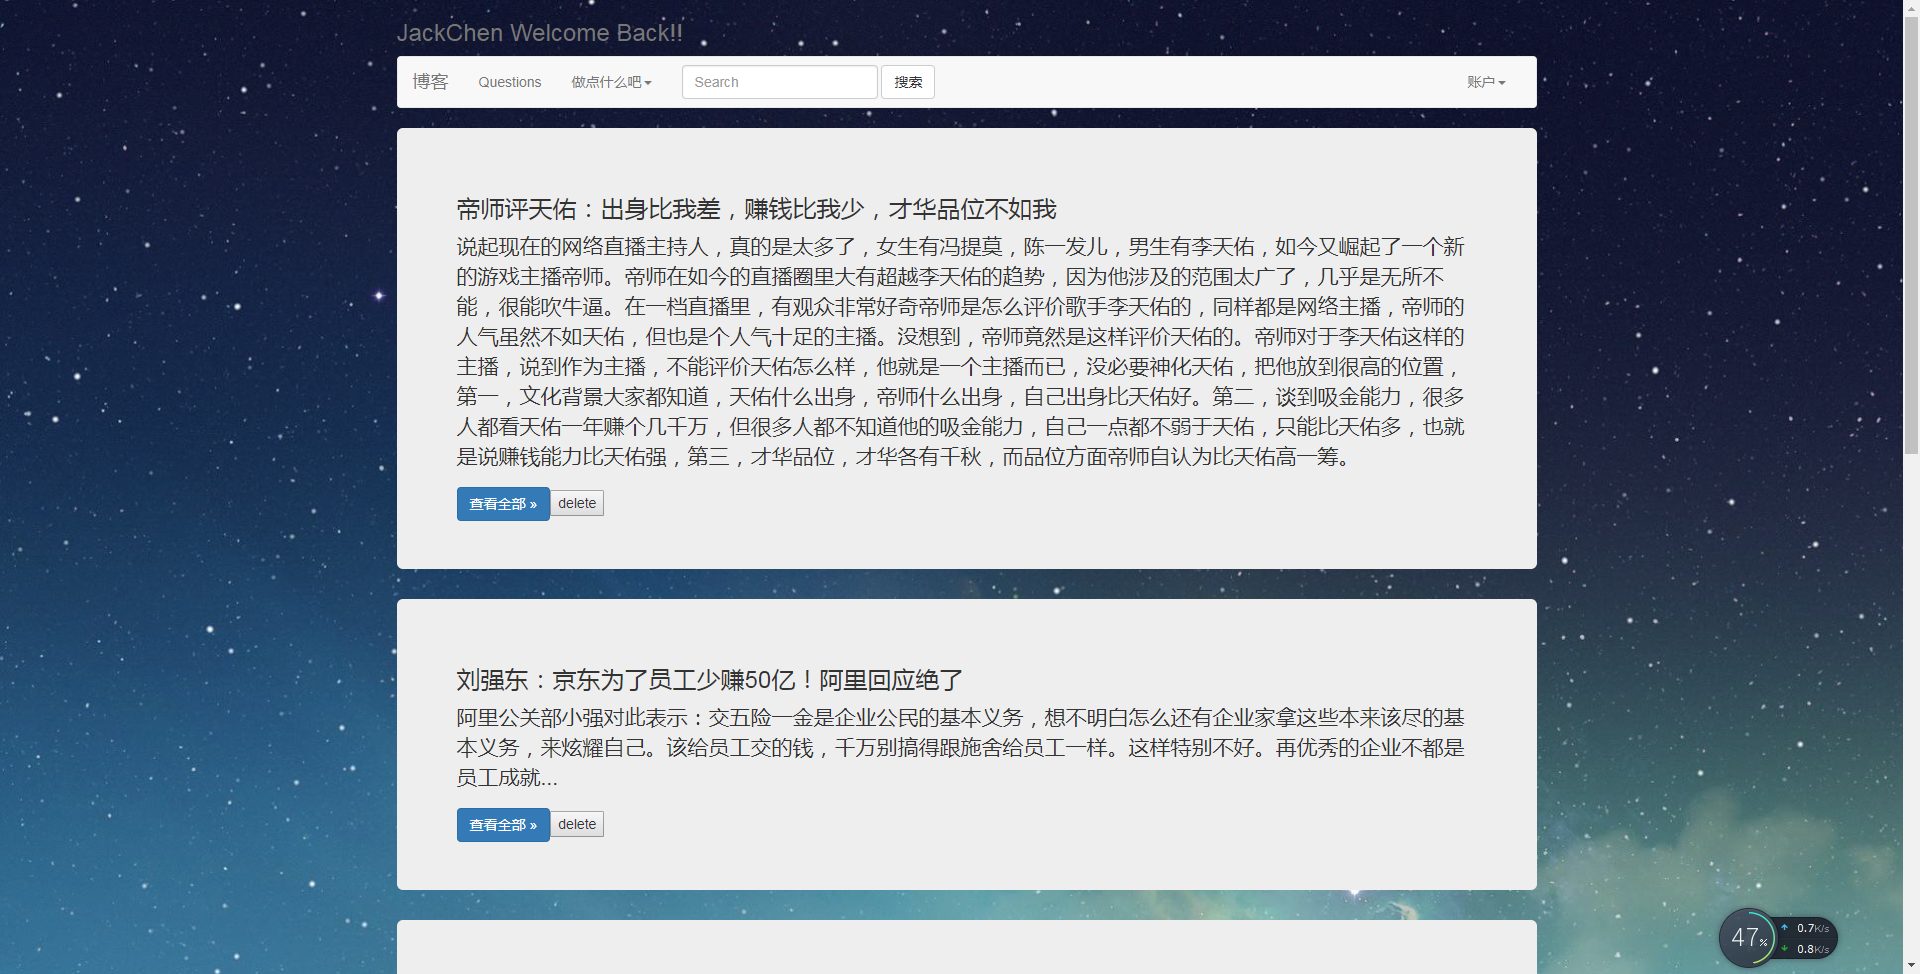 JackChen Welcome Back!!
博客 Questions 做点什么吧 Search 搜索 账户
帝师评天佑：出身比我差，赚钱比我少，才华品位不如我
说起现在的网络直播主持人，真的是太多了，女生有冯提莫，陈一发儿，男生有李天佑，如今又崛起了一个新
的游戏主播帝师。帝师在如今的直播圈里大有超越李天佑的趋势，因为他涉及的范围太广了，几乎是无所不
能，很能吹牛逼。在一档直播里，有观众非常好奇帝师是怎么评价歌手李天佑的，同样都是网络主播，帝师的
人气虽然不如天佑，但也是个人气十足的主播。没想到，帝师竟然是这样评价天佑的。帝师对于李天佑这样的
主播，说到作为主播，不能评价天佑怎么样，他就是一个主播而已，没必要神化天佑，把他放到很高的位置，
第一，文化背景大家都知道，天佑什么出身，帝师什么出身，自己出身比天佑好。第二，谈到吸金能力，很多
人都看天佑一年赚个几千万，但很多人都不知道他的吸金能力，自己一点都不弱于天佑，只能比天佑多，也就
是说赚钱能力比天佑强，第三，才华品位，才华各有千秋，而品位方面帝师自认为比天佑高一筹。
查看全部 » delete
刘强东：京东为了员工少赚50亿！阿里回应绝了
阿里公关部小强对此表示：交五险一金是企业公民的基本义务，想不明白怎么还有企业家拿这些本来该尽的基
本义务，来炫耀自己。该给员工交的钱，千万别搞得跟施舍给员工一样。这样特别不好。再优秀的企业不都是
员工成就...
查看全部 » delete
47% 0.7K/s
0.8K/s